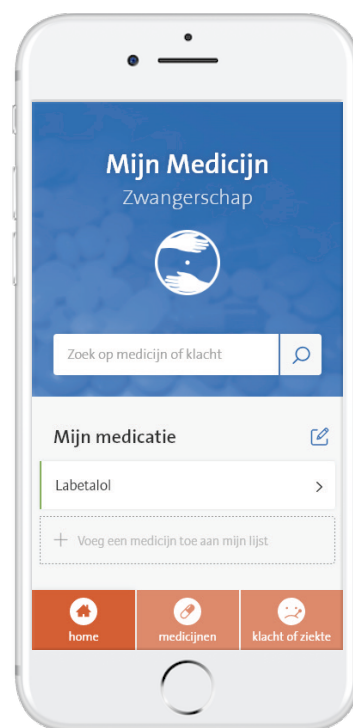 Mijn Medicijn
Zwangerschap
Zoek op medicijn of klacht
Mijn medicatie
Labetalol
Voeg een medicijn toe aan mijn lijst
home
medicijnen
klacht of ziekte